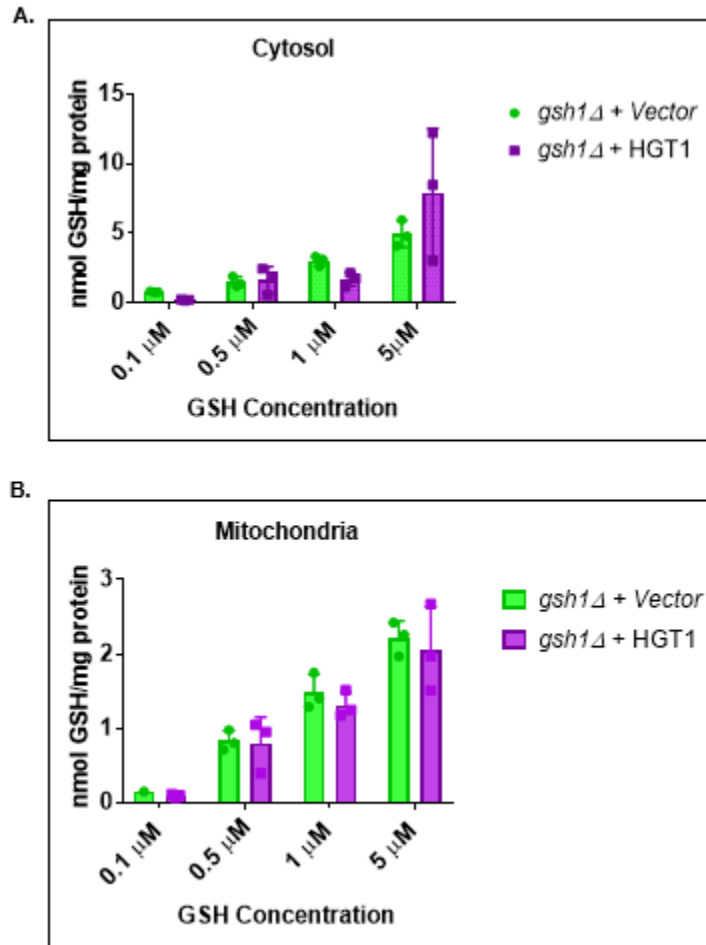 A.
Cytosol
nmol GSH/mg protein
15
10
5
0
0.1 μM
0.5 μM
1 μM
5μM
GSH Concentration
gsh1Δ + Vector
gsh1Δ + HGT1
B.
Mitochondria
nmol GSH/mg protein
3
2
1
0
0.1 μM
0.5 μM
1 μM
5 μM
GSH Concentration
gsh1Δ + Vector
gsh1Δ + HGT1